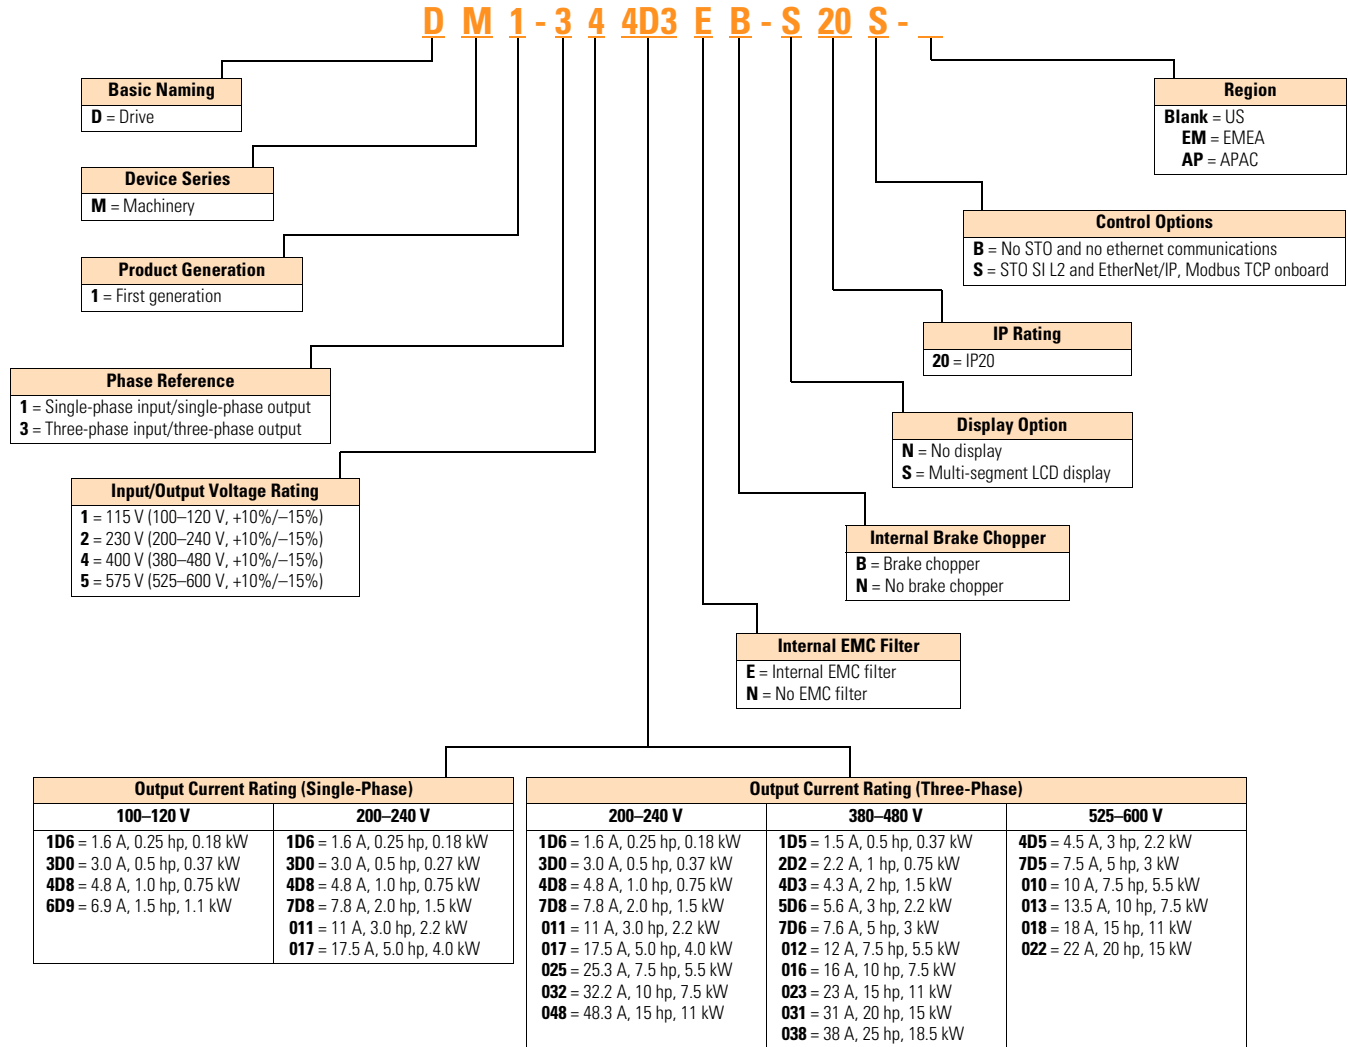 D M 1 - 3 4 4D3 E B - S 20 S -
Basic Naming
D = Drive
Device Series
M = Machinery
Product Generation
1 = First generation
Phase Reference
1 = Single-phase input/single-phase output
3 = Three-phase input/three-phase output
Input/Output Voltage Rating
1 = 115 V (100–120 V, +10%/–15%)
2 = 230 V (200–240 V, +10%/–15%)
4 = 400 V (380–480 V, +10%/–15%)
5 = 575 V (525–600 V, +10%/–15%)
Region
Blank = US
EM = EMEA
AP = APAC
Control Options
B = No STO and no ethernet communications
S = STO SI L2 and EtherNet/IP, Modbus TCP onboard
IP Rating
20 = IP20
Display Option
N = No display
S = Multi-segment LCD display
Internal Brake Chopper
B = Brake chopper
N = No brake chopper
Internal EMC Filter
E = Internal EMC filter
N = No EMC filter
Output Current Rating (Single-Phase)
100–120 V
1D6 = 1.6 A, 0.25 hp, 0.18 kW
3D0 = 3.0 A, 0.5 hp, 0.37 kW
4D8 = 4.8 A, 1.0 hp, 0.75 kW
6D9 = 6.9 A, 1.5 hp, 1.1 kW
200–240 V
1D6 = 1.6 A, 0.25 hp, 0.18 kW
3D0 = 3.0 A, 0.5 hp, 0.27 kW
4D8 = 4.8 A, 1.0 hp, 0.75 kW
7D8 = 7.8 A, 2.0 hp, 1.5 kW
011 = 11 A, 3.0 hp, 2.2 kW
017 = 17.5 A, 5.0 hp, 4.0 kW
Output Current Rating (Three-Phase)
200–240 V
1D6 = 1.6 A, 0.25 hp, 0.18 kW
3D0 = 3.0 A, 0.5 hp, 0.37 kW
4D8 = 4.8 A, 1.0 hp, 0.75 kW
7D8 = 7.8 A, 2.0 hp, 1.5 kW
011 = 11 A, 3.0 hp, 2.2 kW
017 = 17.5 A, 5.0 hp, 4.0 kW
025 = 25.3 A, 7.5 hp, 5.5 kW
032 = 32.2 A, 10 hp, 7.5 kW
048 = 48.3 A, 15 hp, 11 kW
380–480 V
1D5 = 1.5 A, 0.5 hp, 0.37 kW
2D2 = 2.2 A, 1 hp, 0.75 kW
4D3 = 4.3 A, 2 hp, 1.5 kW
5D6 = 5.6 A, 3 hp, 2.2 kW
7D6 = 7.6 A, 5 hp, 3 kW
012 = 12 A, 7.5 hp, 5.5 kW
016 = 16 A, 10 hp, 7.5 kW
023 = 23 A, 15 hp, 11 kW
031 = 31 A, 20 hp, 15 kW
038 = 38 A, 25 hp, 18.5 kW
525–600 V
4D5 = 4.5 A, 3 hp, 2.2 kW
7D5 = 7.5 A, 5 hp, 3 kW
010 = 10 A, 7.5 hp, 5.5 kW
013 = 13.5 A, 10 hp, 7.5 kW
018 = 18 A, 15 hp, 11 kW
022 = 22 A, 20 hp, 15 kW